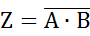 Z = \overline{A · B}